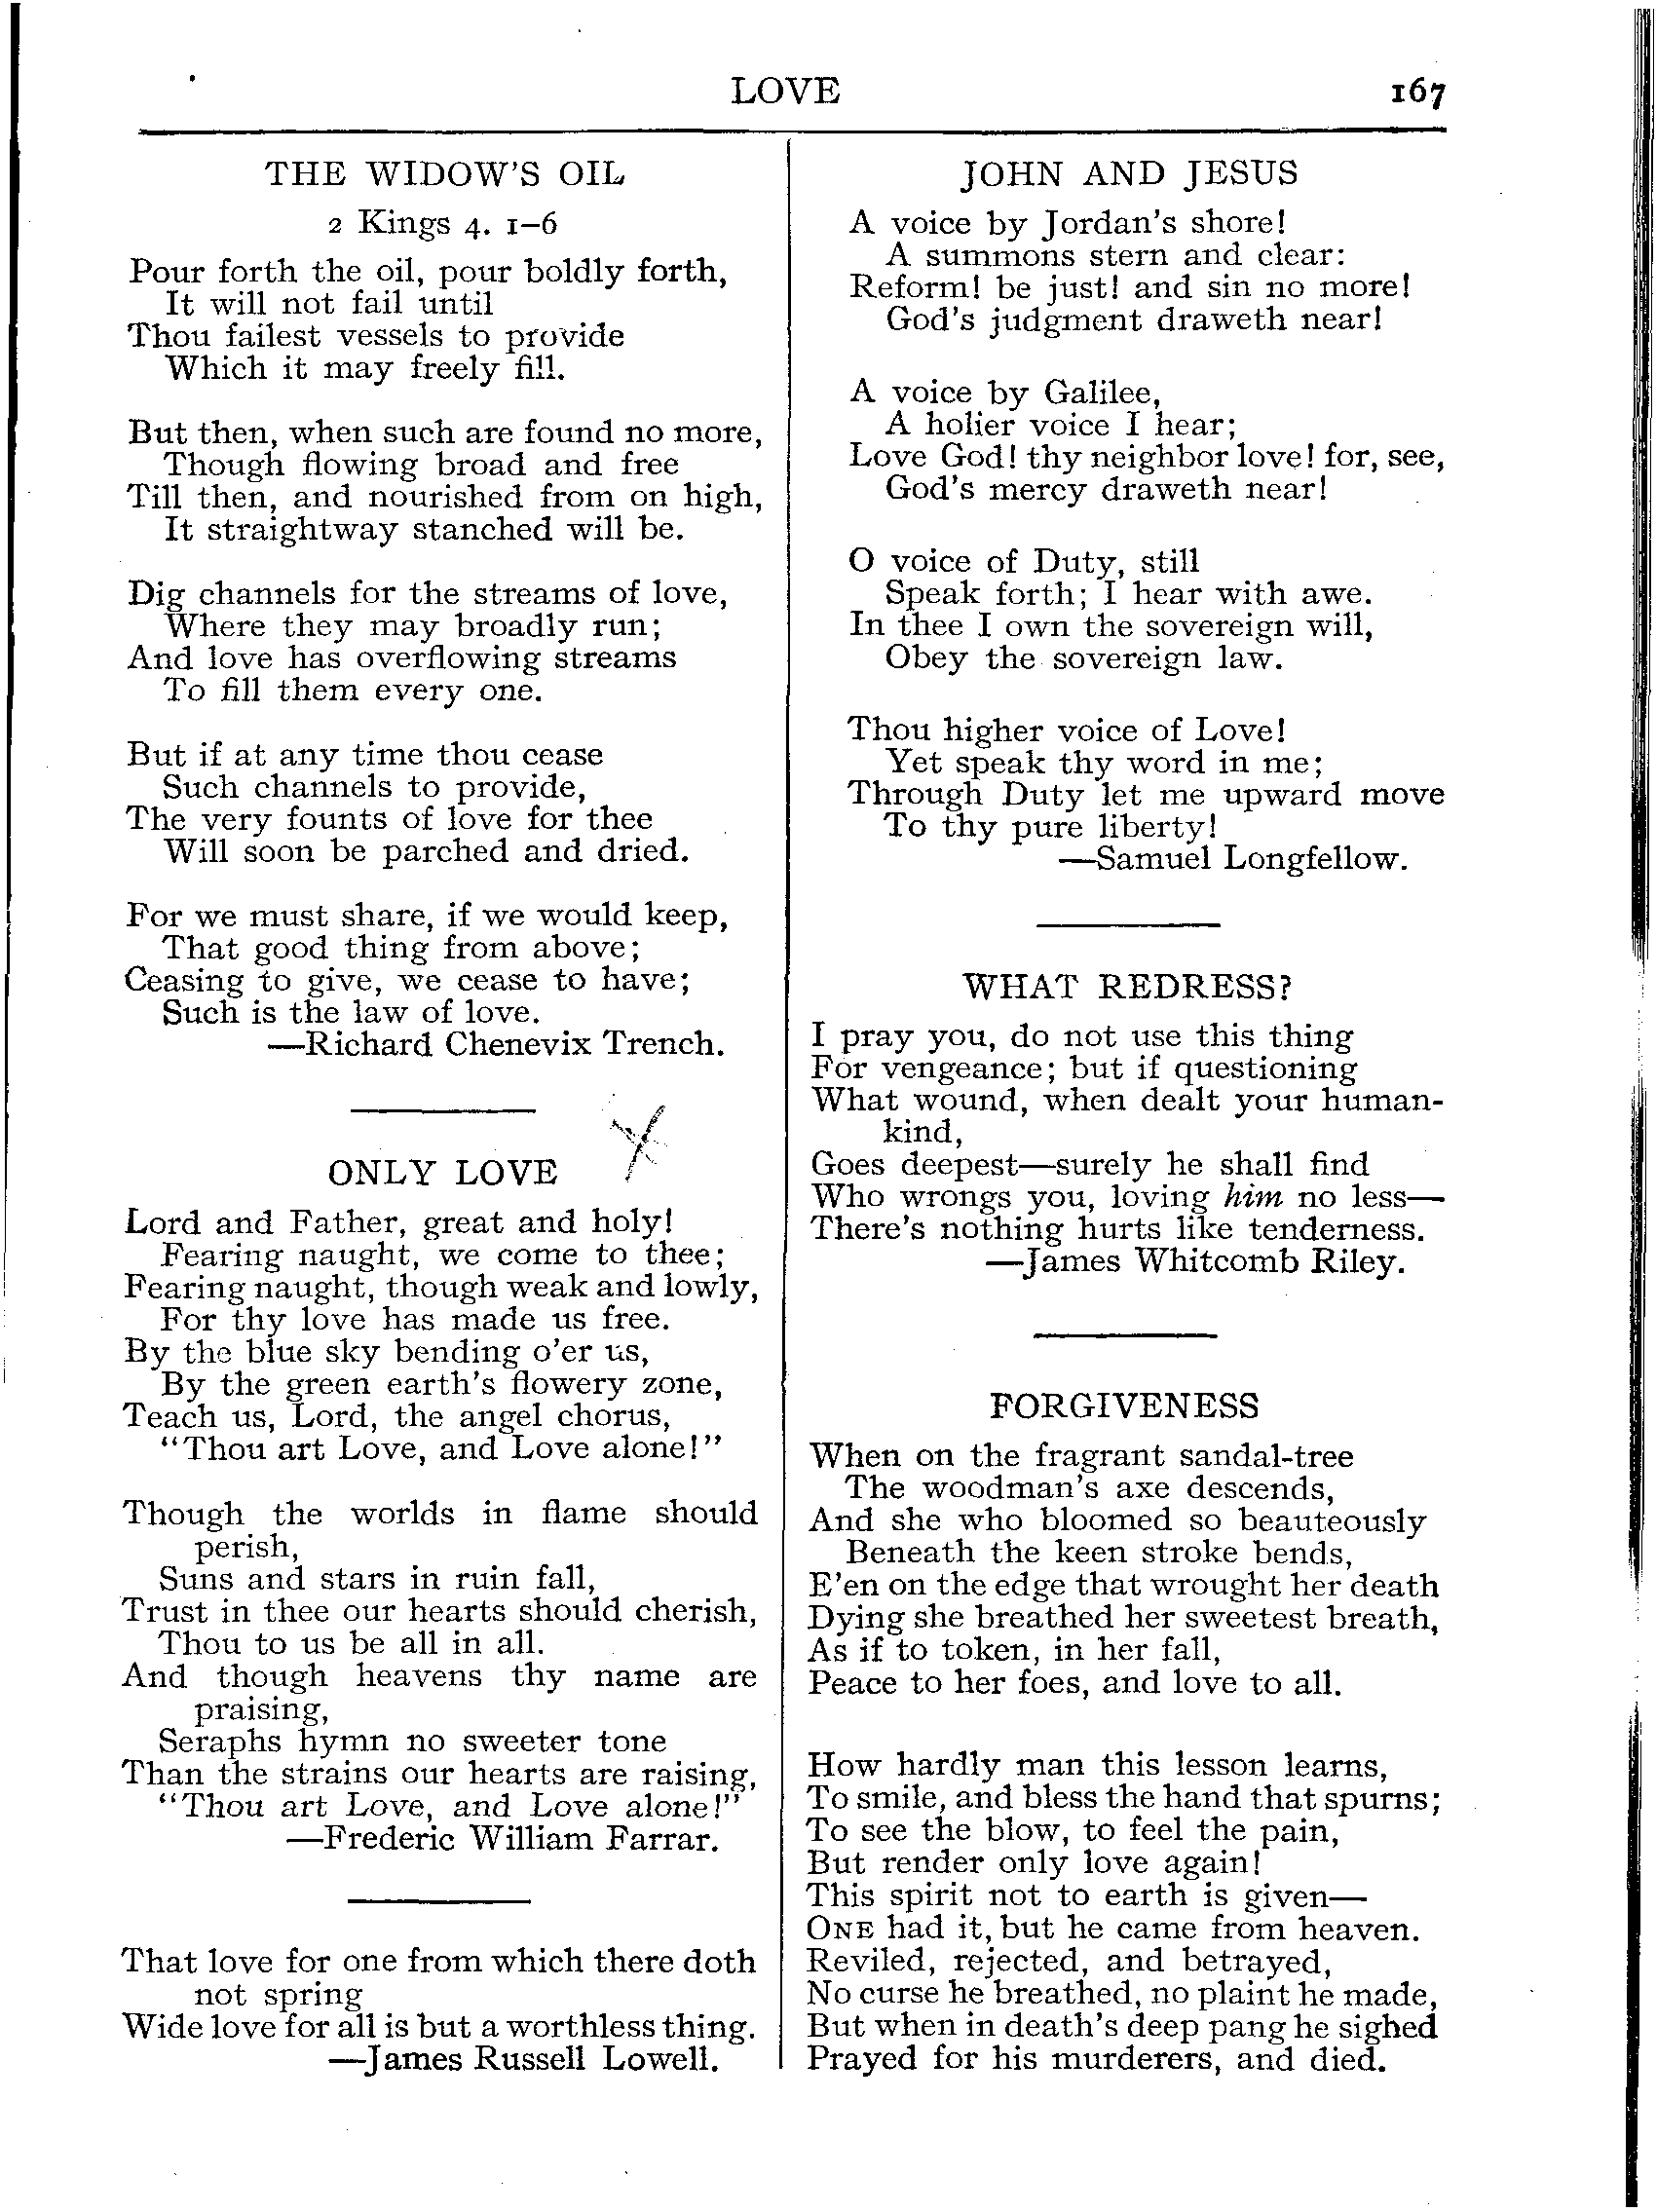 LOVE
167
THE WIDOW'S OIL
2 Kings 4. 1–6
Pour forth the oil, pour boldly forth,
It will not fail until
Thou failest vessels to provide
Which it may freely fill.
But then, when such are found no more,
Though flowing broad and free
Till then, and nourished from on high,
It straightway stanched will be.
Dig channels for the streams of love,
Where they may broadly run;
And love has overflowing streams
To fill them every one.
But if at any time thou cease
Such channels to provide,
The very founts of love for thee
Will soon be parched and dried.
For we must share, if we would keep,
That good thing from above;
Ceasing to give, we cease to have;
Such is the law of love.
—Richard Chenevix Trench.
ONLY LOVE
Lord and Father, great and holy!
Fearing naught, we come to thee;
Fearing naught, though weak and lowly,
For thy love has made us free.
By the blue sky bending o'er us,
By the green earth's flowery zone,
Teach us, Lord, the angel chorus,
"Thou art Love, and Love alone!"
Though the worlds in flame should
perish,
Suns and stars in ruin fall,
Trust in thee our hearts should cherish,
Thou to us be all in all.
And though heavens thy name are
praising,
Seraphs hymn no sweeter tone
Than the strains our hearts are raising,
"Thou art Love, and Love alone!"
—Frederic William Farrar.
That love for one from which there doth
not spring
Wide love for all is but a worthless thing.
—James Russell Lowell.
JOHN AND JESUS
A voice by Jordan's shore!
A summons stern and clear:
Reform! be just! and sin no more!
God's judgment draweth near!
A voice by Galilee,
A holier voice I hear;
Love God! thy neighbor love! for, see,
God's mercy draweth near!
O voice of Duty, still
Speak forth; I hear with awe.
In thee I own the sovereign will,
Obey the sovereign law.
Thou higher voice of Love!
Yet speak thy word in me;
Through Duty let me upward move
To thy pure liberty!
—Samuel Longfellow.
WHAT REDRESS?
I pray you, do not use this thing
For vengeance; but if questioning
What wound, when dealt your human-
kind,
Goes deepest—surely he shall find
Who wrongs you, loving him no less—
There's nothing hurts like tenderness.
—James Whitcomb Riley.
FORGIVENESS
When on the fragrant sandal-tree
The woodman's axe descends,
And she who bloomed so beauteously
Beneath the keen stroke bends,
E'en on the edge that wrought her death
Dying she breathed her sweetest breath,
As if to token, in her fall,
Peace to her foes, and love to all.
How hardly man this lesson learns,
To smile, and bless the hand that spurns;
To see the blow, to feel the pain,
But render only love again!
This spirit not to earth is given—
ONE had it, but he came from heaven.
Reviled, rejected, and betrayed,
No curse he breathed, no plaint he made,
But when in death's deep pang he sighed
Prayed for his murderers, and died.